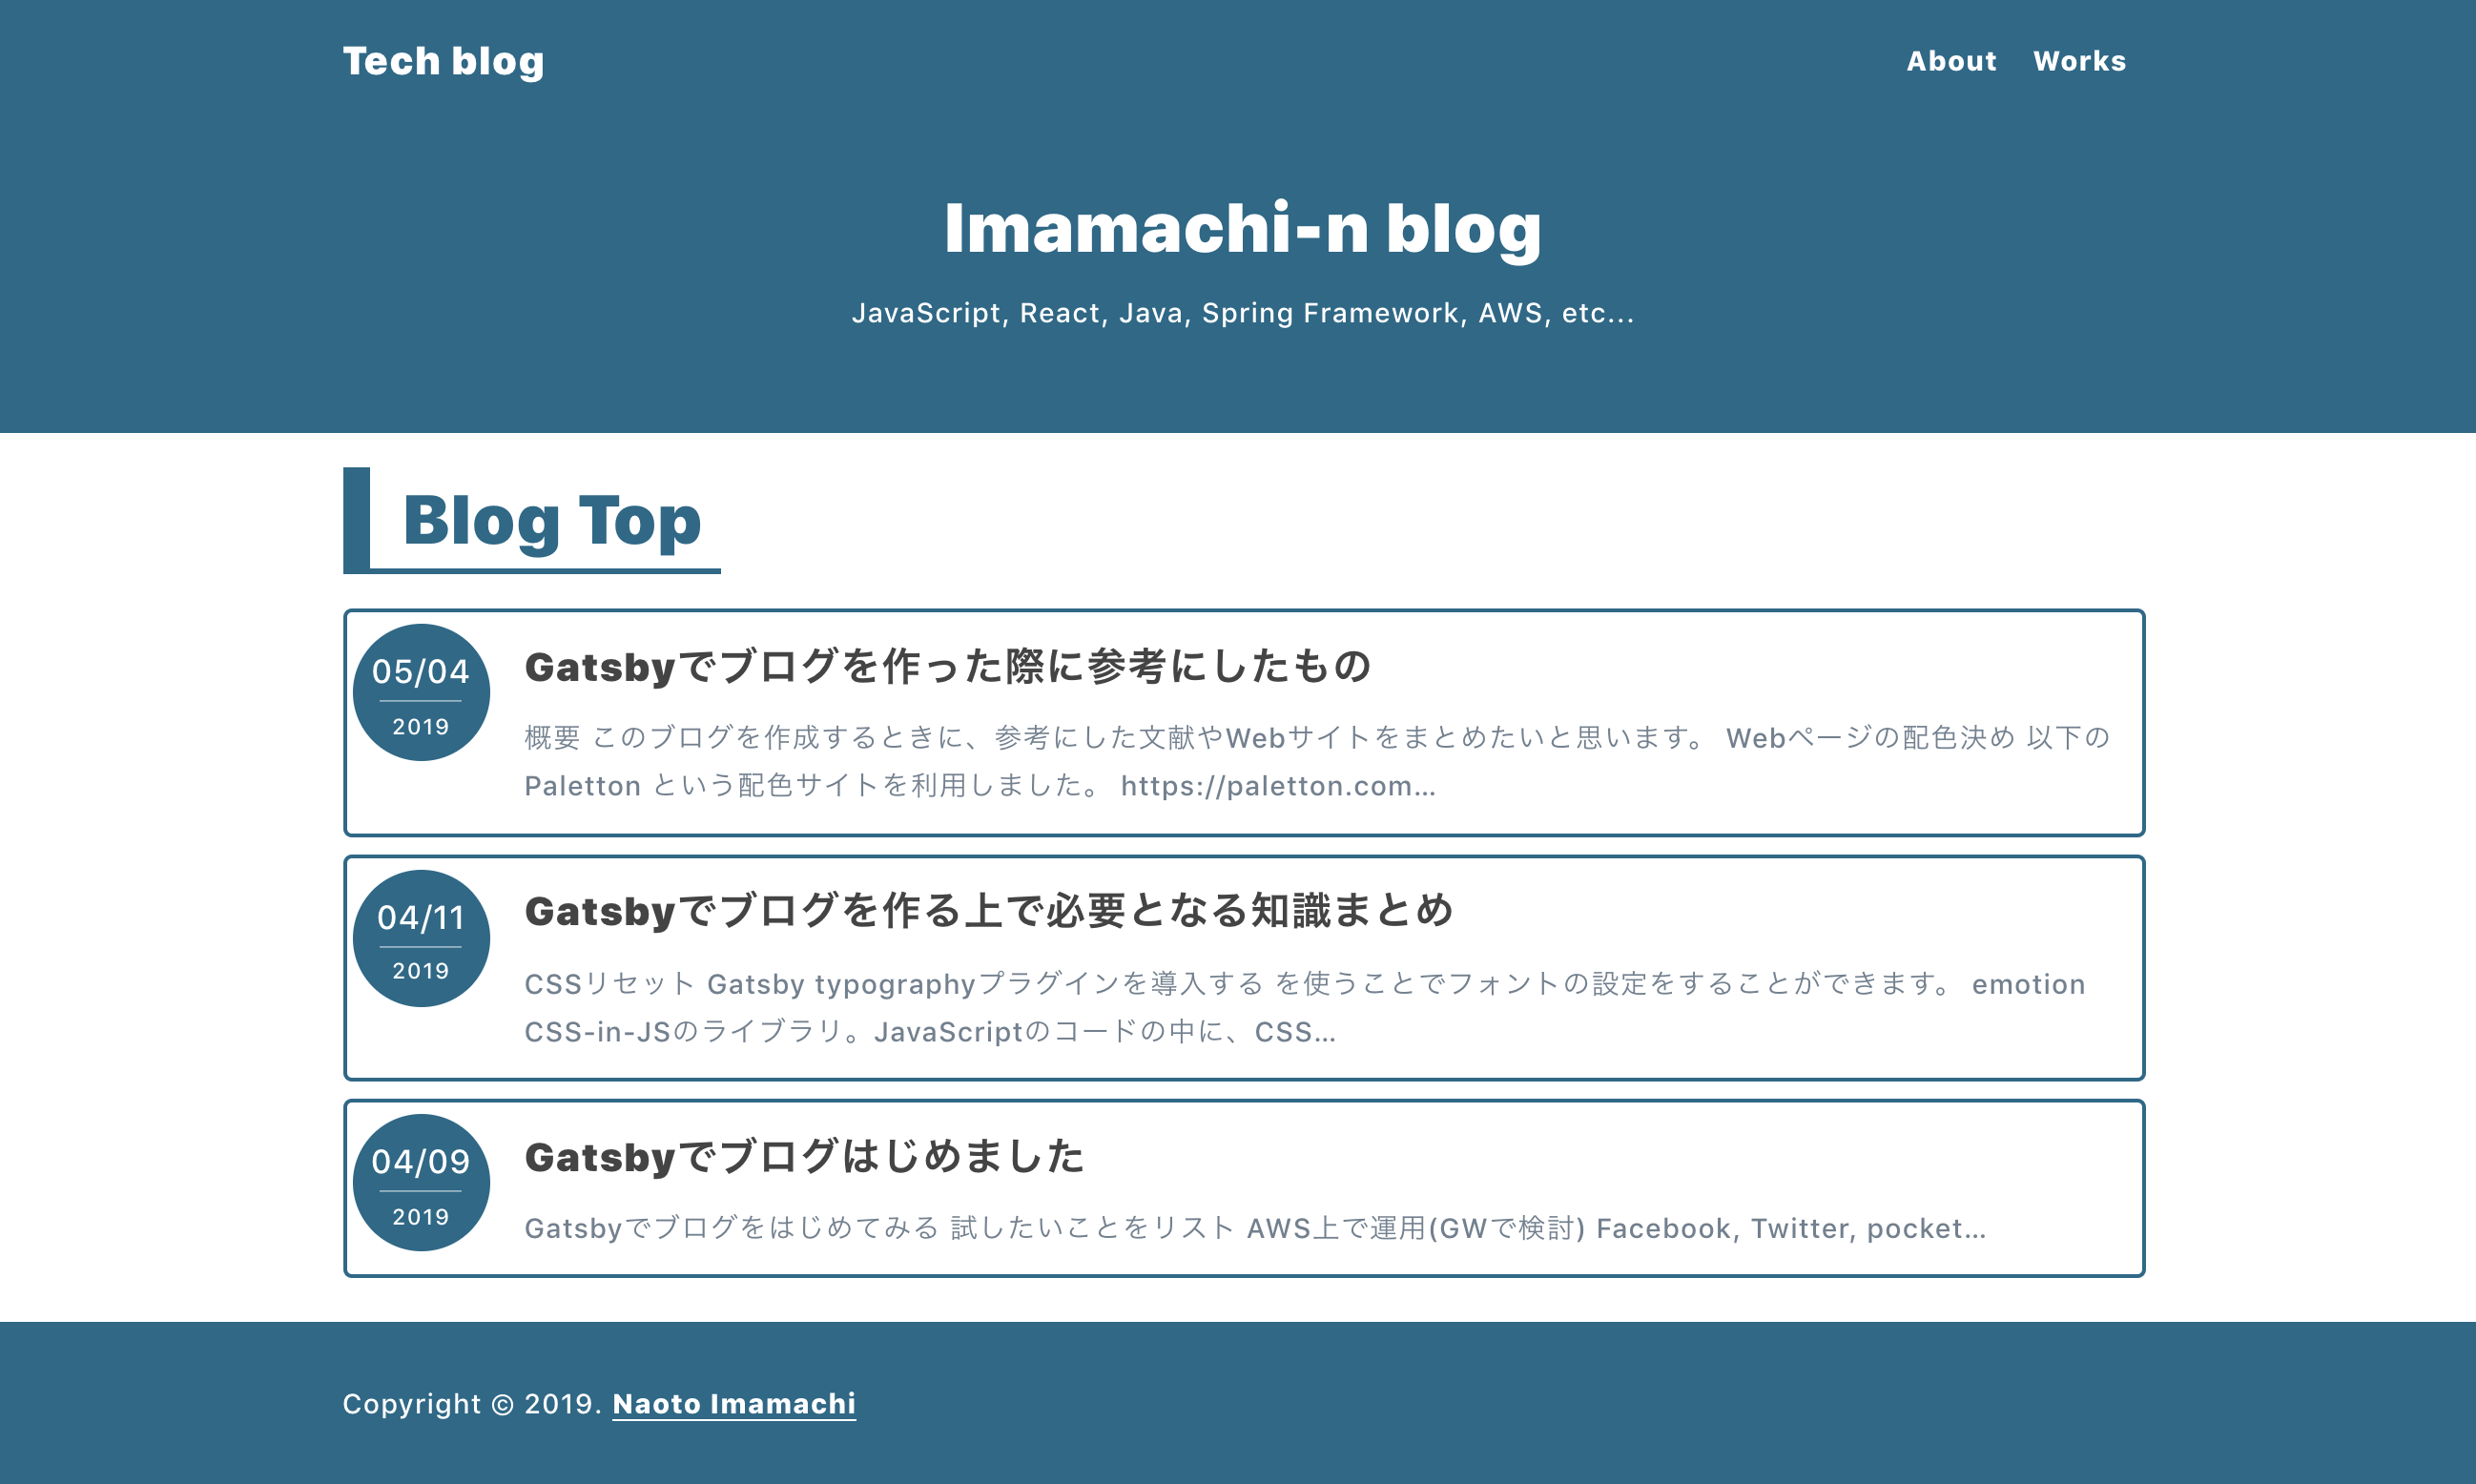 Tech blog
About Works
Imamachi-n blog
JavaScript, React, Java, Spring Framework, AWS, etc...
Blog Top
05/04
2019
Gatsbyでブログを作った際に参考にしたもの
概要 このブログを作成するときに、参考にした文献やWebサイトをまとめたいと思います。 Webページの配色決め 以下の
Paletton という配色サイトを利用しました。 https://paletton.com…
04/11
2019
Gatsbyでブログを作る上で必要となる知識まとめ
CSSリセット Gatsby typographyプラグインを導入する を使うことでフォントの設定をすることができます。 emotion
CSS-in-JSのライブラリ。JavaScriptのコードの中に、CSS…
04/09
2019
Gatsbyでブログはじめました
Gatsbyでブログをはじめてみる 試したいことをリスト AWS上で運用(GWで検討) Facebook, Twitter, pocket…
Copyright © 2019. Naoto Imamachi